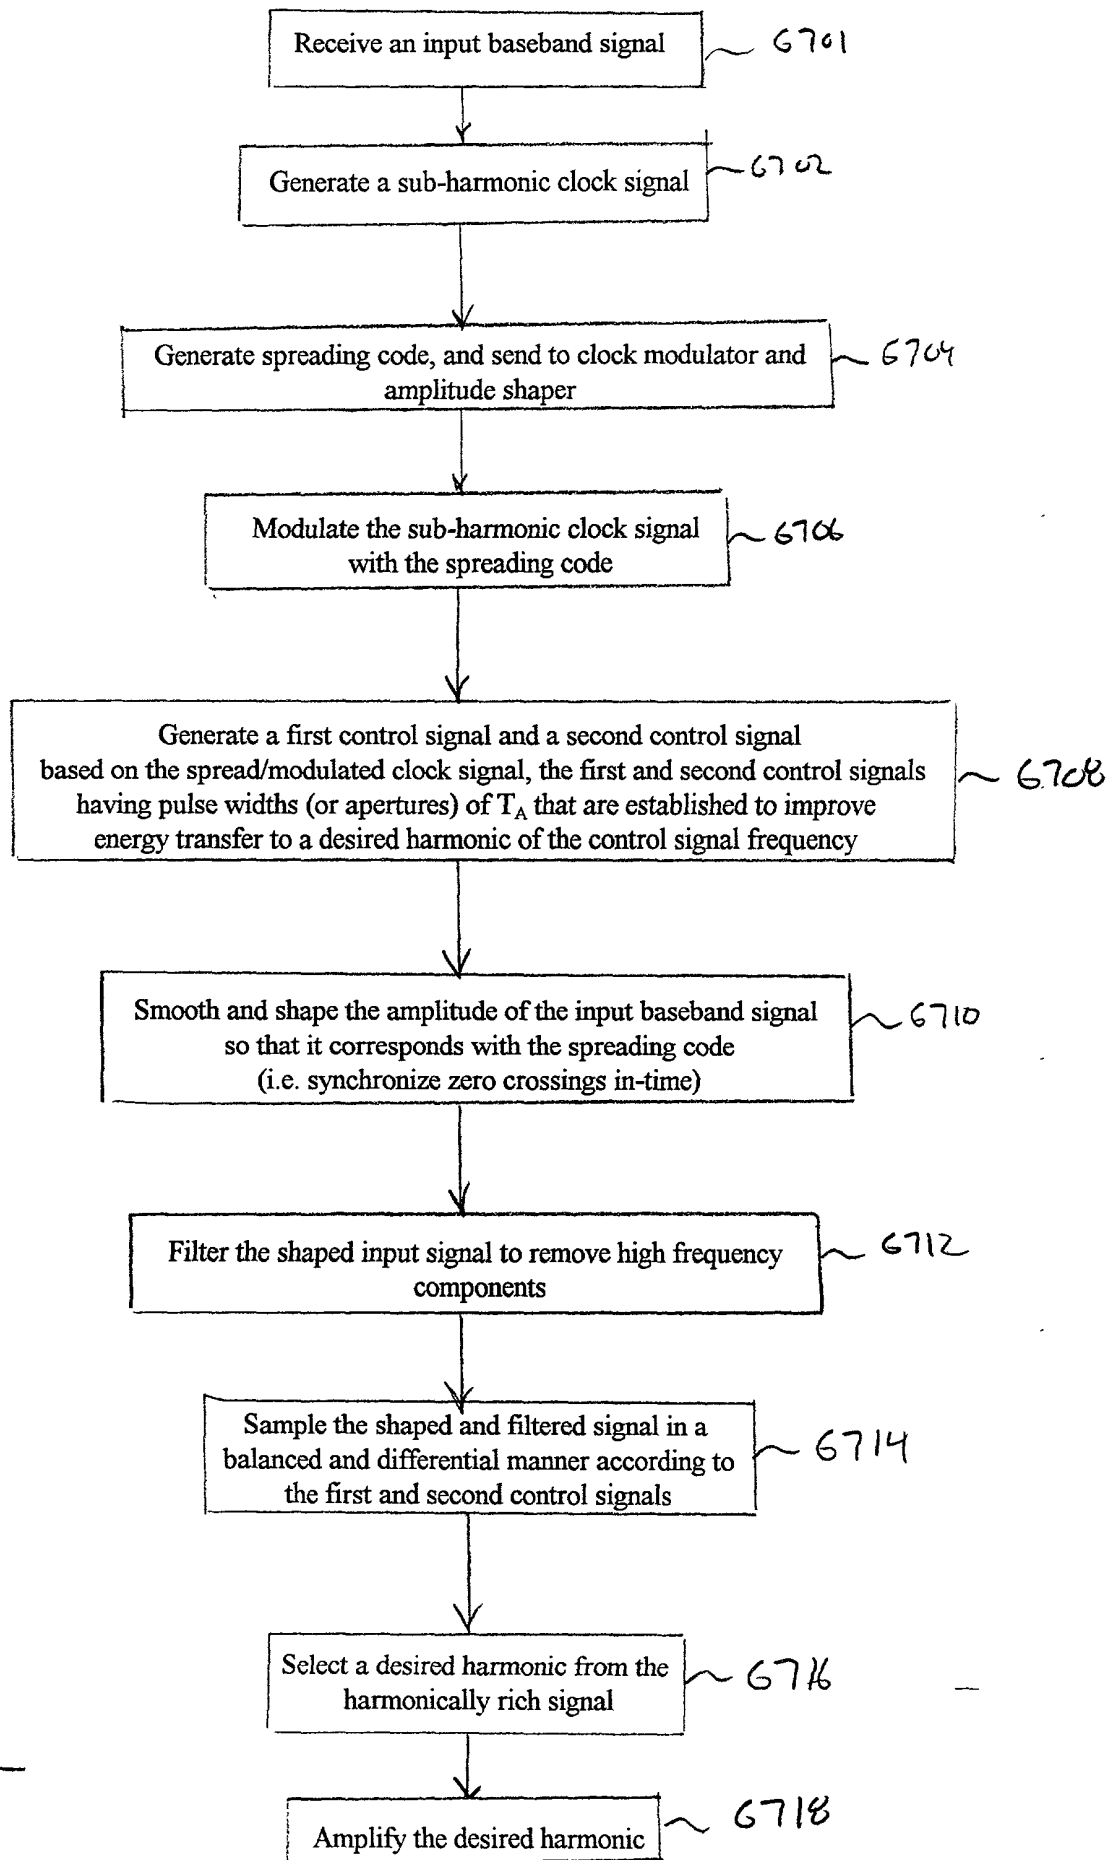 Receive an input baseband signal
6701
Generate a sub-harmonic clock signal
6702
Generate spreading code, and send to clock modulator and
amplitude shaper
6704
Modulate the sub-harmonic clock signal
with the spreading code
6706
Generate a first control signal and a second control signal
based on the spread/modulated clock signal, the first and second control signals
having pulse widths (or apertures) of T_A that are established to improve
energy transfer to a desired harmonic of the control signal frequency
6708
Smooth and shape the amplitude of the input baseband signal
so that it corresponds with the spreading code
(i.e. synchronize zero crossings in-time)
6710
Filter the shaped input signal to remove high frequency
components
6712
Sample the shaped and filtered signal in a
balanced and differential manner according to
the first and second control signals
6714
Select a desired harmonic from the
harmonically rich signal
6716
Amplify the desired harmonic
6718